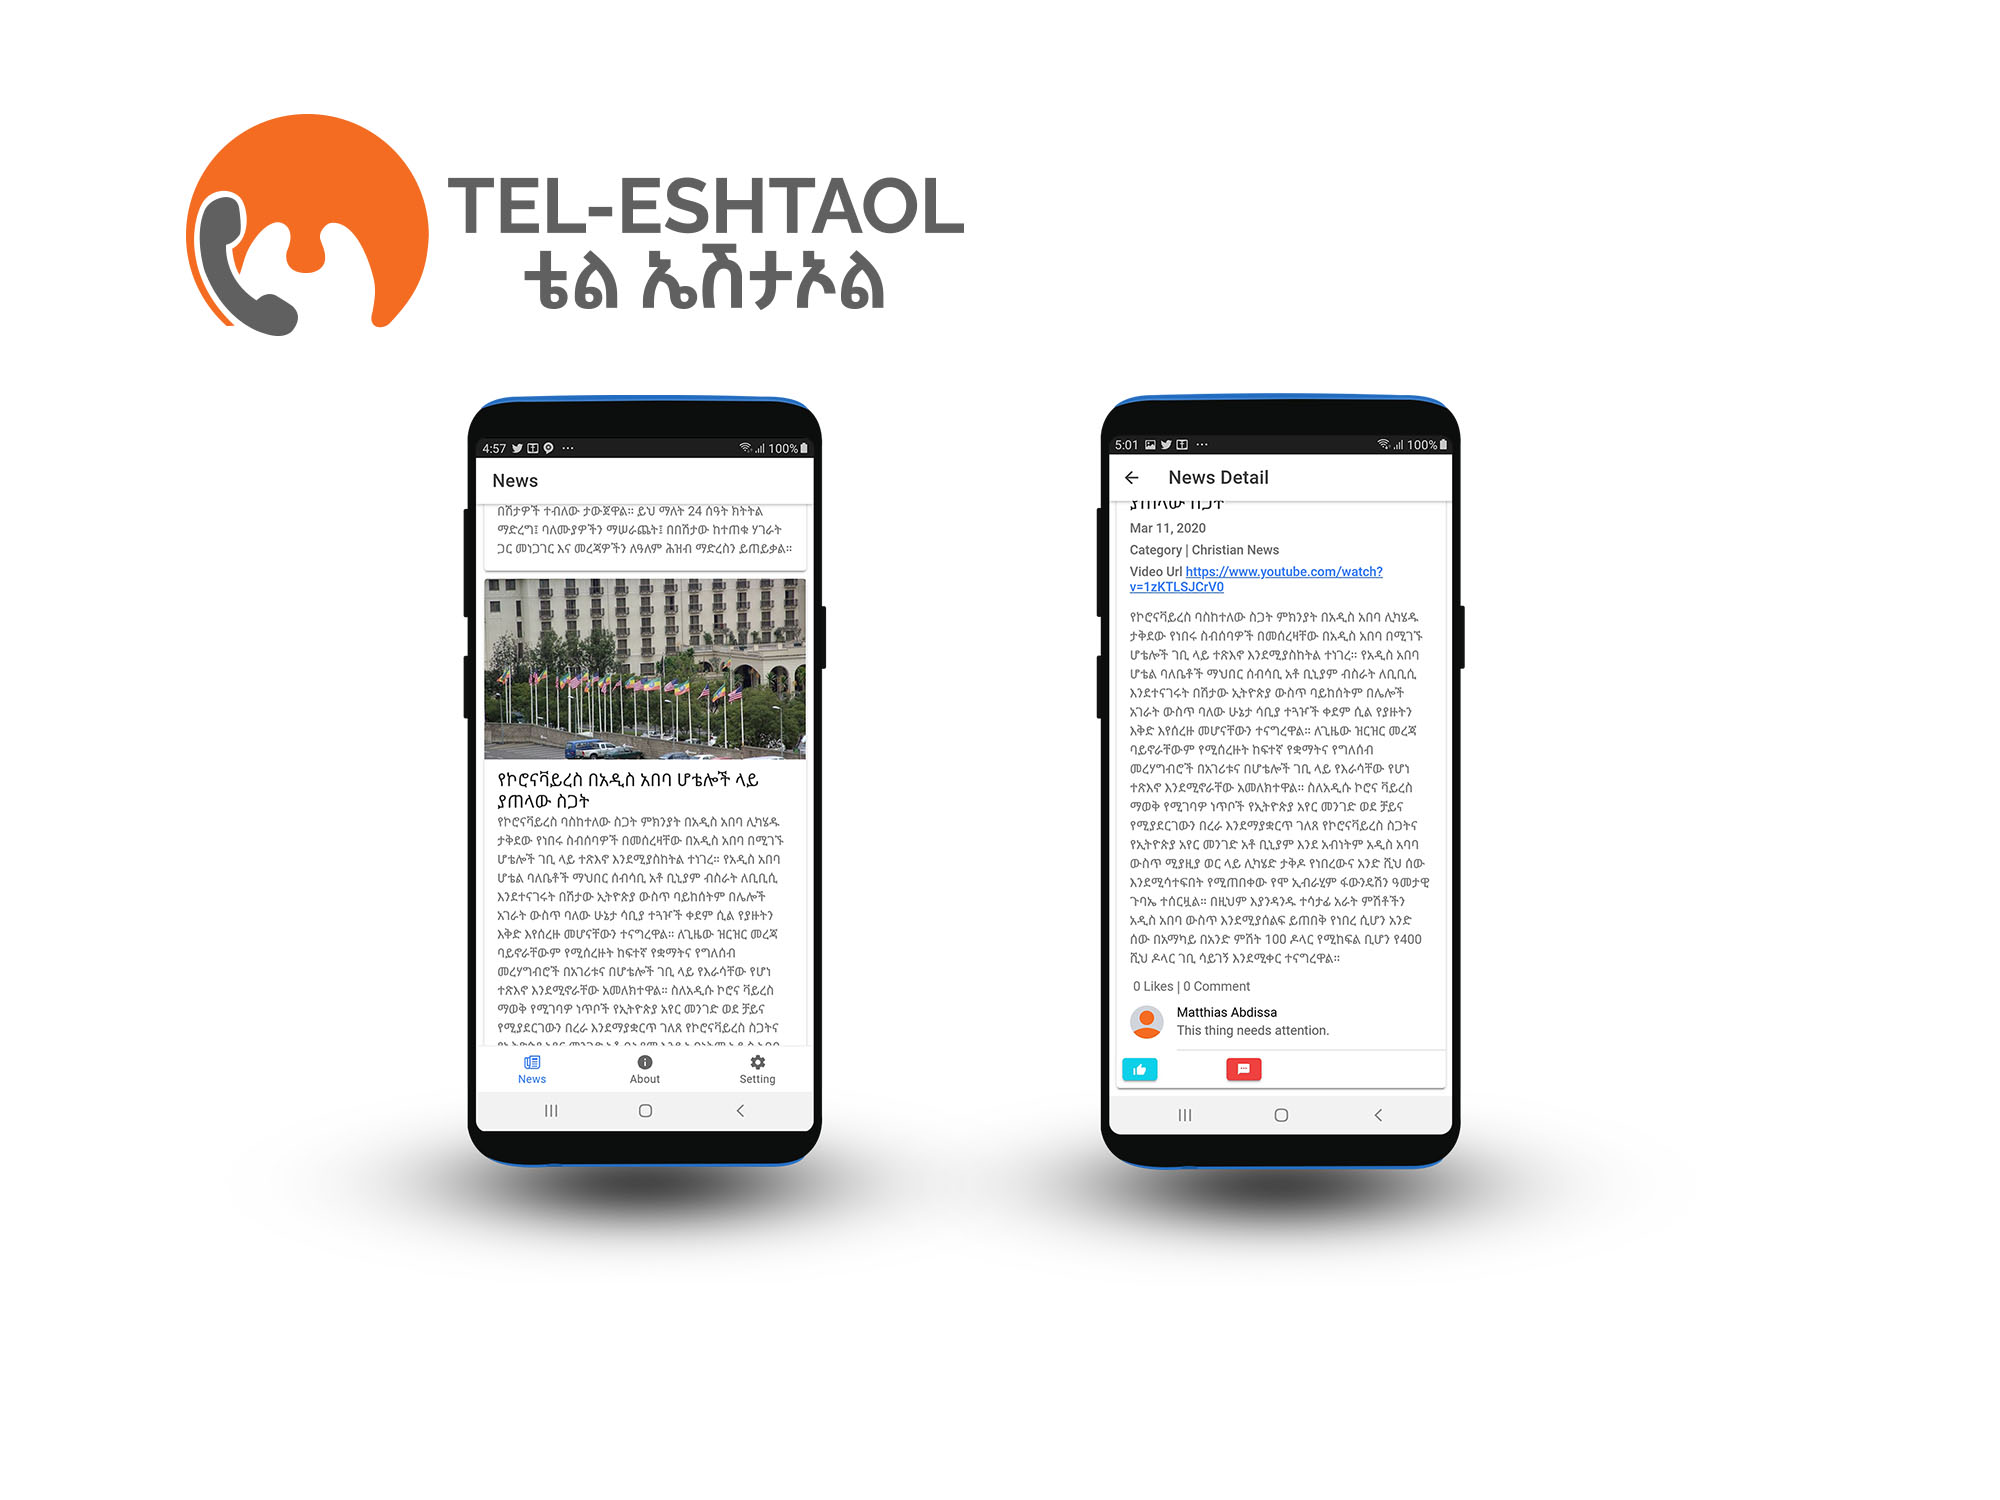 TEL-ESHTAOL
ቴል ኤሽታኦል
4:57
100%
News
በሽታዎች ተብለው ታውጀዋል። ይህ ማለት 24 ሰዓት ክትትል
ማድረግ፤ ባለሙያዎችን ማሠራጨት፤ በበሽታው ከተጠቁ ሃገራት
ጋር መነጋገር እና መረጃዎችን ለዓለም ሕዝብ ማድረስን ይጠይቃል።
የኮሮናቫይረስ በአዲስ አበባ ሆቴሎች ላይ
ያጠላው ስጋት
የኮሮናቫይረስ ባስከተለው ስጋት ምክንያት በአዲስ አበባ ሊካሄዱ
ታቅደው የነበሩ ስብሰባዎች በመሰረዛቸው በአዲስ አበባ በሚገኙ
ሆቴሎች ገቢ ላይ ተጽእኖ እንደሚያስከትል ተነገረ። የአዲስ አበባ
ሆቴል ባለቤቶች ማህበር ሰብሳቢ አቶ ቢኒያም ብስራት ለቢቢሲ
እንደተናገሩት በሽታው ኢትዮጵያ ውስጥ ባይከሰትም በሌሎች
አገራት ውስጥ ባለው ሁኔታ ሳቢያ ተጓዦች ቀደም ሲል የያዙትን
እቅድ እየሰረዙ መሆናቸውን ተናግረዋል። ለጊዜው ዝርዝር መረጃ
ባይኖራቸውም የሚሰረዙት ከፍተኛ የቋማትና የግለሰብ
መረሃግብሮች በአገሪቱና በሆቴሎች ገቢ ላይ የእራሳቸው የሆነ
ተጽእኖ እንደሚኖራቸው አመለክተዋል። ስለአዲሱ ኮሮና ቫይረስ
ማወቅ የሚገባዎ ነጥቦች የኢትዮጵያ አየር መንገድ ወደ ቻይና
የሚያደርገውን በረራ እንደማያቋርጥ ገለጸ የኮሮናቫይረስ ስጋትና
News
About
Setting
5:01
100%
News Detail
ያጠላው ስጋት
Mar 11, 2020
Category | Christian News
Video Url https://www.youtube.com/watch?
v=1zKTLSJCrV0
የኮሮናቫይረስ ባስከተለው ስጋት ምክንያት በአዲስ አበባ ሊካሄዱ
ታቅደው የነበሩ ስብሰባዎች በመሰረዛቸው በአዲስ አበባ በሚገኙ
ሆቴሎች ገቢ ላይ ተጽእኖ እንደሚያስከትል ተነገረ። የአዲስ አበባ
ሆቴል ባለቤቶች ማህበር ሰብሳቢ አቶ ቢኒያም ብስራት ለቢቢሲ
እንደተናገሩት በሽታው ኢትዮጵያ ውስጥ ባይከሰትም በሌሎች
አገራት ውስጥ ባለው ሁኔታ ሳቢያ ተጓዦች ቀደም ሲል የያዙትን
እቅድ እየሰረዙ መሆናቸውን ተናግረዋል። ለጊዜው ዝርዝር መረጃ
ባይኖራቸውም የሚሰረዙት ከፍተኛ የቋማትና የግለሰብ
መረሃግብሮች በአገሪቱና በሆቴሎች ገቢ ላይ የእራሳቸው የሆነ
ተጽእኖ እንደሚኖራቸው አመለክተዋል። ስለአዲሱ ኮሮና ቫይረስ
ማወቅ የሚገባዎ ነጥቦች የኢትዮጵያ አየር መንገድ ወደ ቻይና
የሚያደርገውን በረራ እንደማያቋርጥ ገለጸ የኮሮናቫይረስ ስጋትና
የኢትዮጵያ አየር መንገድ አቶ ቢኒያም እንደ አብነትም አዲስ አባባ
ውስጥ ሚያዚያ ወር ላይ ሊካሄድ ታቅዶ የነበረውና አንድ ሺህ ሰው
እንደሚሳተፍበት የሚጠበቀው የሞ ኢብራሂም ፋውንዴሽን ዓመታዊ
ጉባኤ ተሰርዟል። በዚህም እያንዳንዱ ተሳታፊ አራት ምሽቶችን
አዲስ አበባ ውስጥ እንደሚያሰልፍ ይጠበቅ የነበረ ሲሆን አንድ
ሰው በአማካይ በአንድ ምሽት 100 ዶላር የሚከፍል ቢሆን የ400
ሺህ ዶላር ገቢ ሳይገኝ እንደሚቀር ተናግረዋል።
0 Likes | 0 Comment
Matthias Abdissa
This thing needs attention.